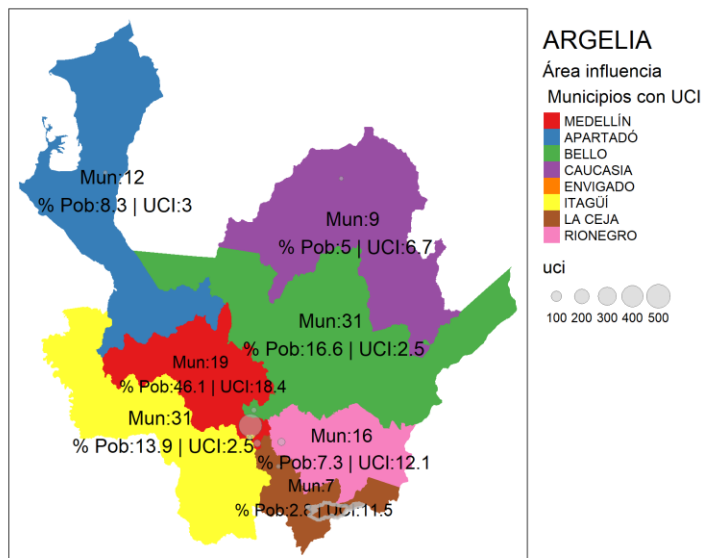 ARGELIA
Área influencia
Municipios con UCI
MEDELLÍN
APARTADÓ
BELLO
CAUCASIA
ENVIGADO
ITAGÜÍ
LA CEJA
RIONEGRO
uci
100 200 300 400 500
Mun:12
% Pob:8.3 | UCI:3
Mun:9
% Pob:5 | UCI:6.7
Mun:31
% Pob:16.6 | UCI:2.5
Mun:19
% Pob:46.1 | UCI:18.4
Mun:31
% Pob:13.9 | UCI:2.5
Mun:16
% Pob:7.3 | UCI:12.1
Mun:7
% UCI:11.5